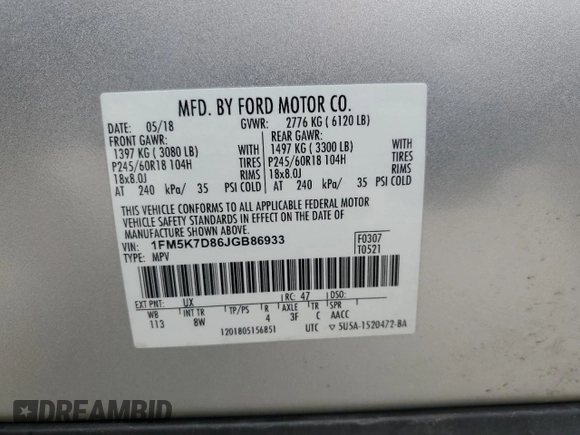 MFD. BY FORD MOTOR CO.
DATE: 05/18 GVWR: 2776 KG ( 6120 LB)
FRONT GAWR: REAR GAWR:
1397 KG ( 3080 LB) WITH 1497 KG ( 3300 LB) WITH
P245/60R18 104H TIRES P245/60R18 104H TIRES
18x8.0J RIMS 18x8.0J RIMS
AT 240 kPa/ 35 PSI COLD AT 240 kPa/ 35 PSI COLD
THIS VEHICLE CONFORMS TO ALL APPLICABLE FEDERAL MOTOR
VEHICLE SAFETY STANDARDS IN EFFECT ON THE DATE OF
MANUFACTURE SHOWN ABOVE.
VIN: 1FM5K7D86JGB86933 F0307
TYPE: MPV T0521
EXT PNT: UX RC: 47 DSO:
WB INT TR TP/PS R AXLE TR SPR
113 8W 4 3F C AACC
1201805156851 UTC ▽ 5U5A-1520472-BA
DREAMBID